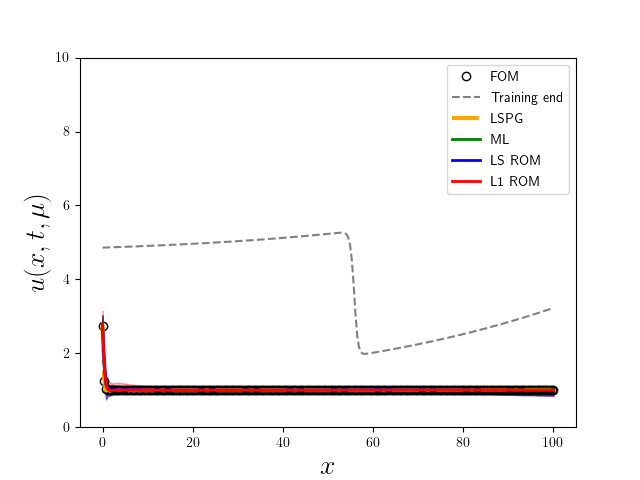 10
8
6
4
2
0
0
20
40
60
80
100
u(x, t, μ)
x
FOM
Training end
LSPG
ML
LS ROM
L1 ROM